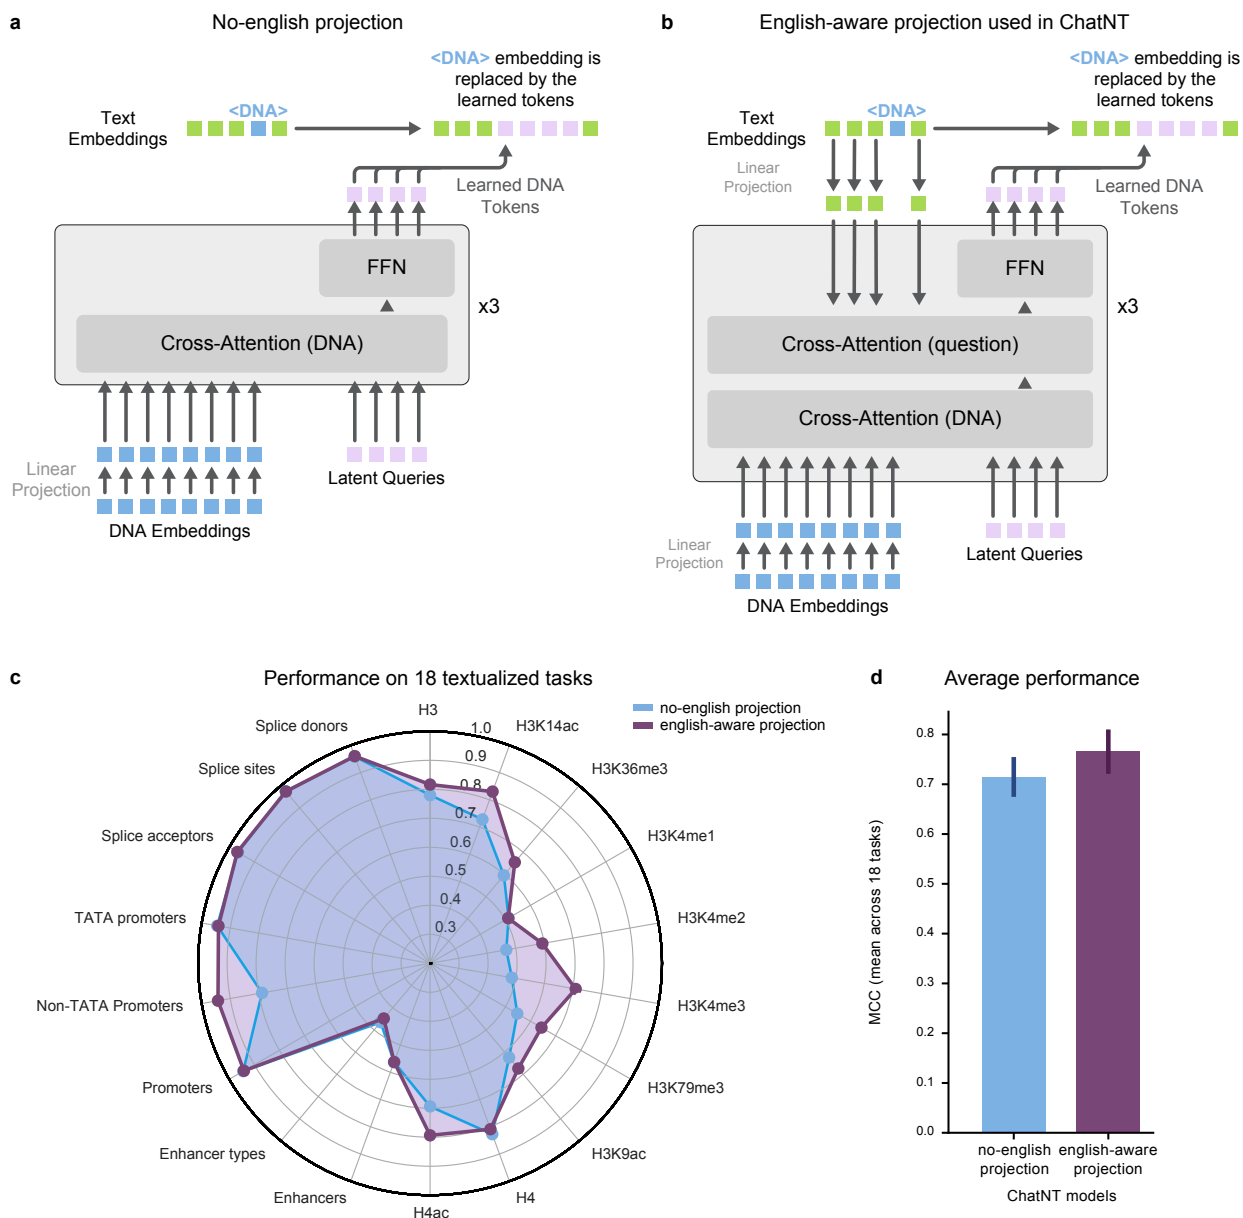 a
No-english projection
<DNA> embedding is
replaced by the
learned tokens
<DNA>
Text
Embeddings
Learned DNA
Tokens
FFN
x3
Cross-Attention (DNA)
Linear
Projection
Latent Queries
DNA Embeddings
b
English-aware projection used in ChatNT
<DNA> embedding is
replaced by the
learned tokens
<DNA>
Text
Embeddings
Linear
Projection
Learned DNA
Tokens
FFN
x3
Cross-Attention (question)
Cross-Attention (DNA)
Linear
Projection
Latent Queries
DNA Embeddings
c
Performance on 18 textualized tasks
no-english projection
english-aware projection
H3
H3K14ac
H3K36me3
H3K4me1
H3K4me2
H3K4me3
H3K79me3
H3K9ac
H4
H4ac
Enhancers
Enhancer types
Promoters
Non-TATA Promoters
TATA promoters
Splice acceptors
Splice sites
Splice donors
1.0
0.9
0.8
0.7
0.6
0.5
0.4
0.3
d
Average performance
MCC (mean across 18 tasks)
0.8
0.7
0.6
0.5
0.4
0.3
0.2
0.1
0.0
no-english
projection
english-aware
projection
ChatNT models